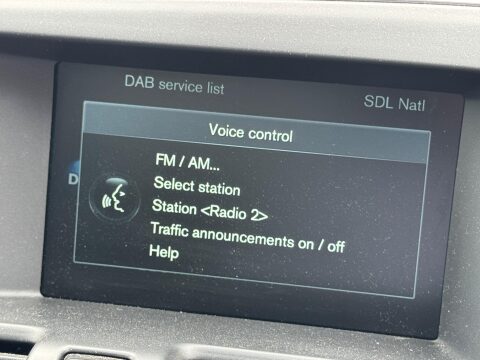 DAB service list
SDL Natl
Voice control
FM / AM...
Select station
Station <Radio 2>
Traffic announcements on / off
Help
D